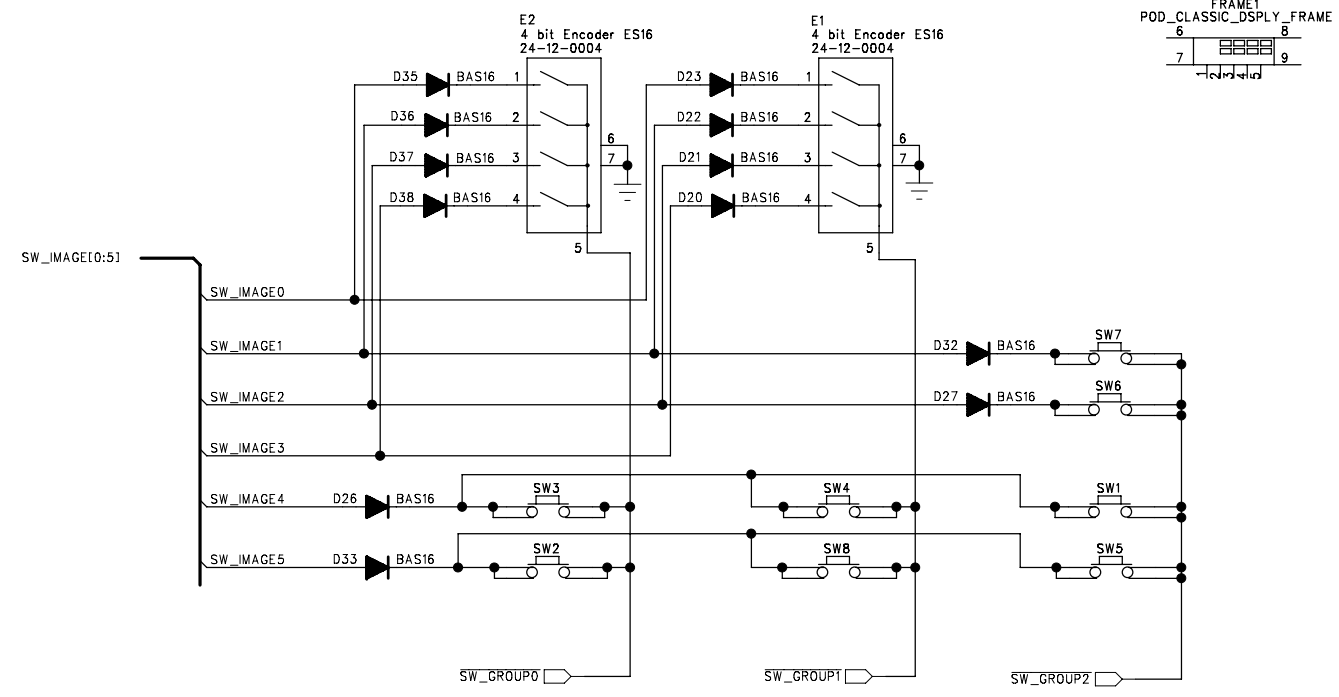 FRAME1
POD_CLASSIC_DSPLY_FRAME
6 8
7 9
1 2 3 4 5
E2
4 bit Encoder ES16
24-12-0004
E1
4 bit Encoder ES16
24-12-0004
D35 BAS16 1
D23 BAS16 1
D36 BAS16 2
D22 BAS16 2
6
6
D37 BAS16 3
7
D21 BAS16 3
7
D38 BAS16 4
D20 BAS16 4
5
5
SW_IMAGE[0:5]
SW_IMAGE0
SW_IMAGE1
D32 BAS16
SW7
SW_IMAGE2
D27 BAS16
SW6
SW_IMAGE3
SW_IMAGE4
D26 BAS16
SW3
SW4
SW1
SW_IMAGE5
D33 BAS16
SW2
SW8
SW5
SW_GROUP0
SW_GROUP1
SW_GROUP2